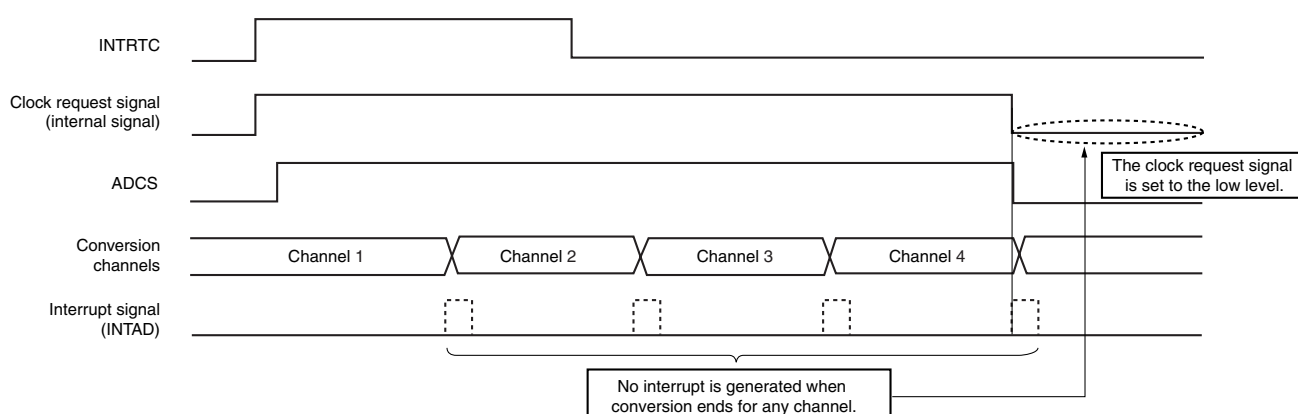 INTRTC
Clock request signal
(internal signal)
The clock request signal
is set to the low level.
ADCS
Conversion
channels
Channel 1
Channel 2
Channel 3
Channel 4
Interrupt signal
(INTAD)
No interrupt is generated when
conversion ends for any channel.